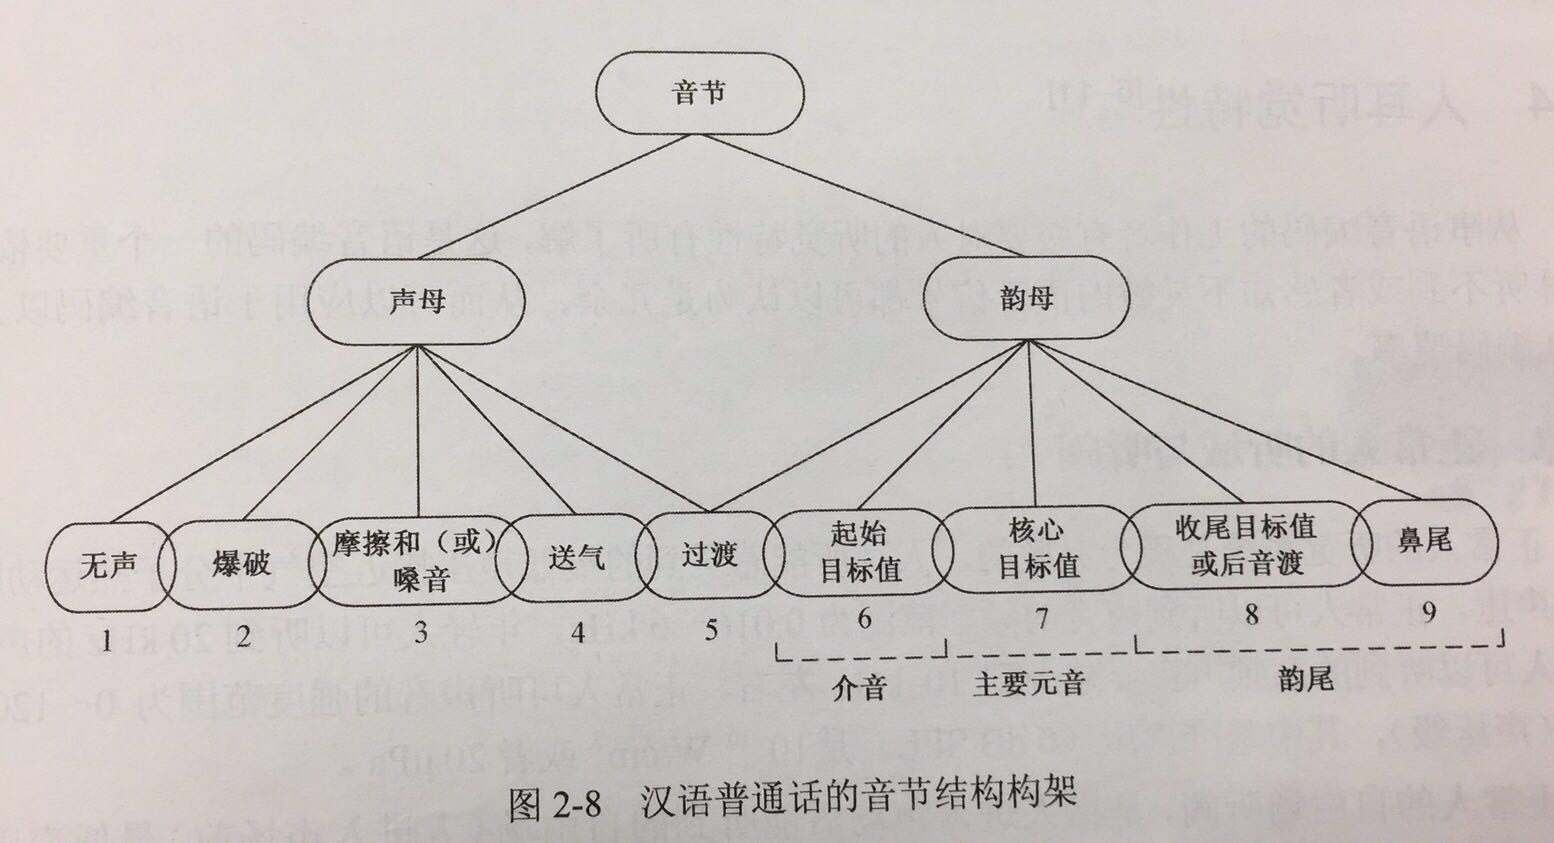 音节
声母
韵母
无声
爆破
摩擦和（或）
嗓音
送气
过渡
起始
目标值
核心
目标值
收尾目标值
或后音渡
鼻尾
1
2
3
4
5
6
7
8
9
介音
主要元音
韵尾
图 2-8 汉语普通话的音节结构构架